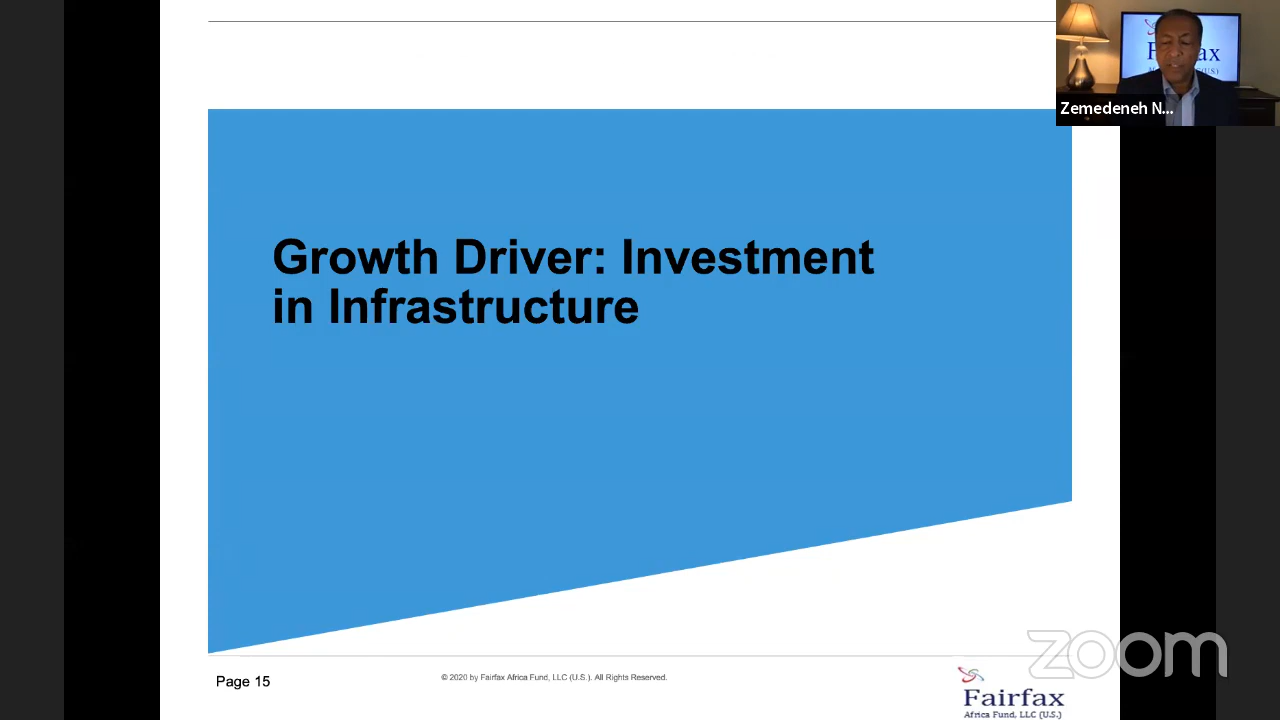 Fairfax
Zemedeneh N...
Growth Driver: Investment
in Infrastructure
zoom
Page 15
© 2020 by Fairfax Africa Fund, LLC (U.S.). All Rights Reserved.
Fairfax
Africa Fund, LLC (U.S.)